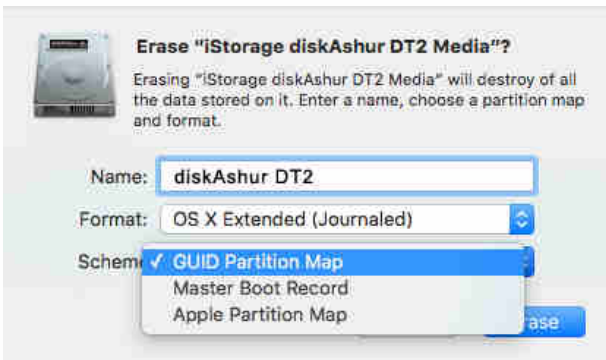 Erase “iStorage diskAshur DT2 Media”?
Erasing “iStorage diskAshur DT2 Media” will destroy of all
the data stored on it. Enter a name, choose a partition map
and format.
Name: diskAshur DT2
Format: OS X Extended (Journaled)
Schem ✓ GUID Partition Map
Master Boot Record
Apple Partition Map
ase